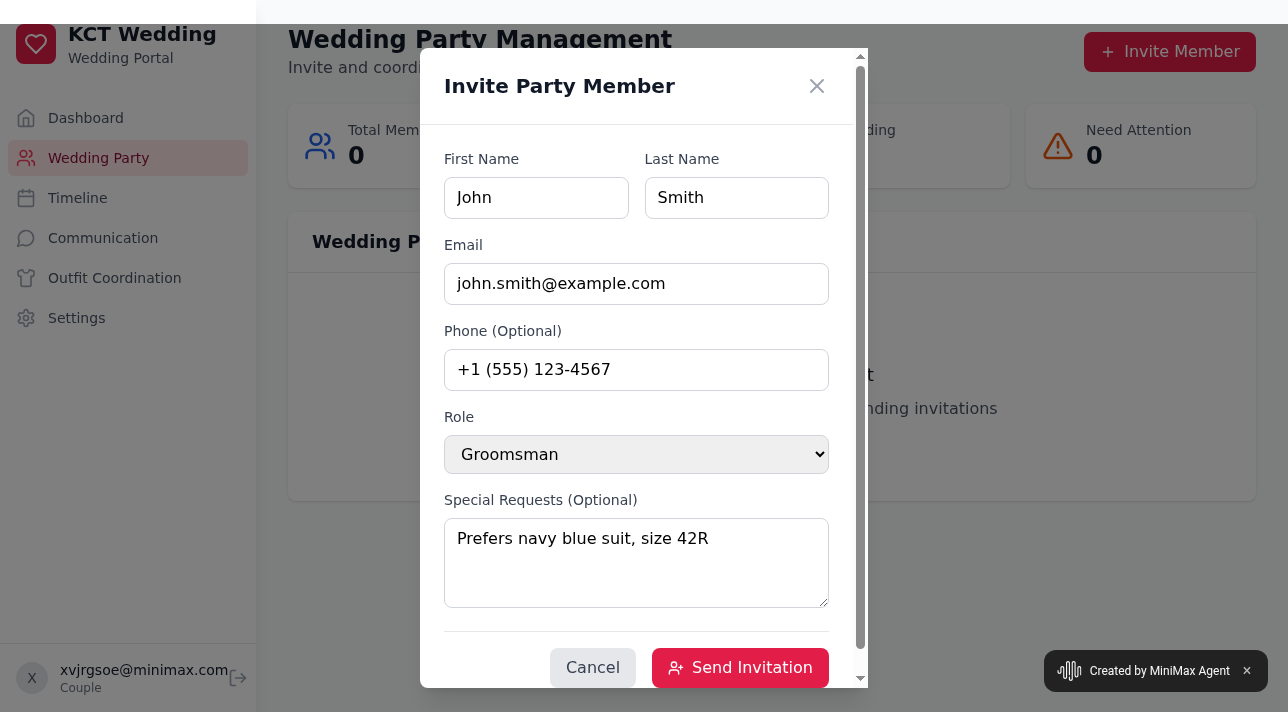 KCT Wedding
Wedding Portal
Dashboard
Wedding Party
Timeline
Communication
Outfit Coordination
Settings
X
xvjrgsoe@minimax.com
Couple
Wedding Party Management
Invite and coordi
Invite Member
Total Mem
0
ding
Need Attention
0
Wedding P
t
nding invitations
Invite Party Member
First Name
Last Name
John
Smith
Email
john.smith@example.com
Phone (Optional)
+1 (555) 123-4567
Role
Groomsman
Special Requests (Optional)
Prefers navy blue suit, size 42R
Cancel
Send Invitation
Created by MiniMax Agent